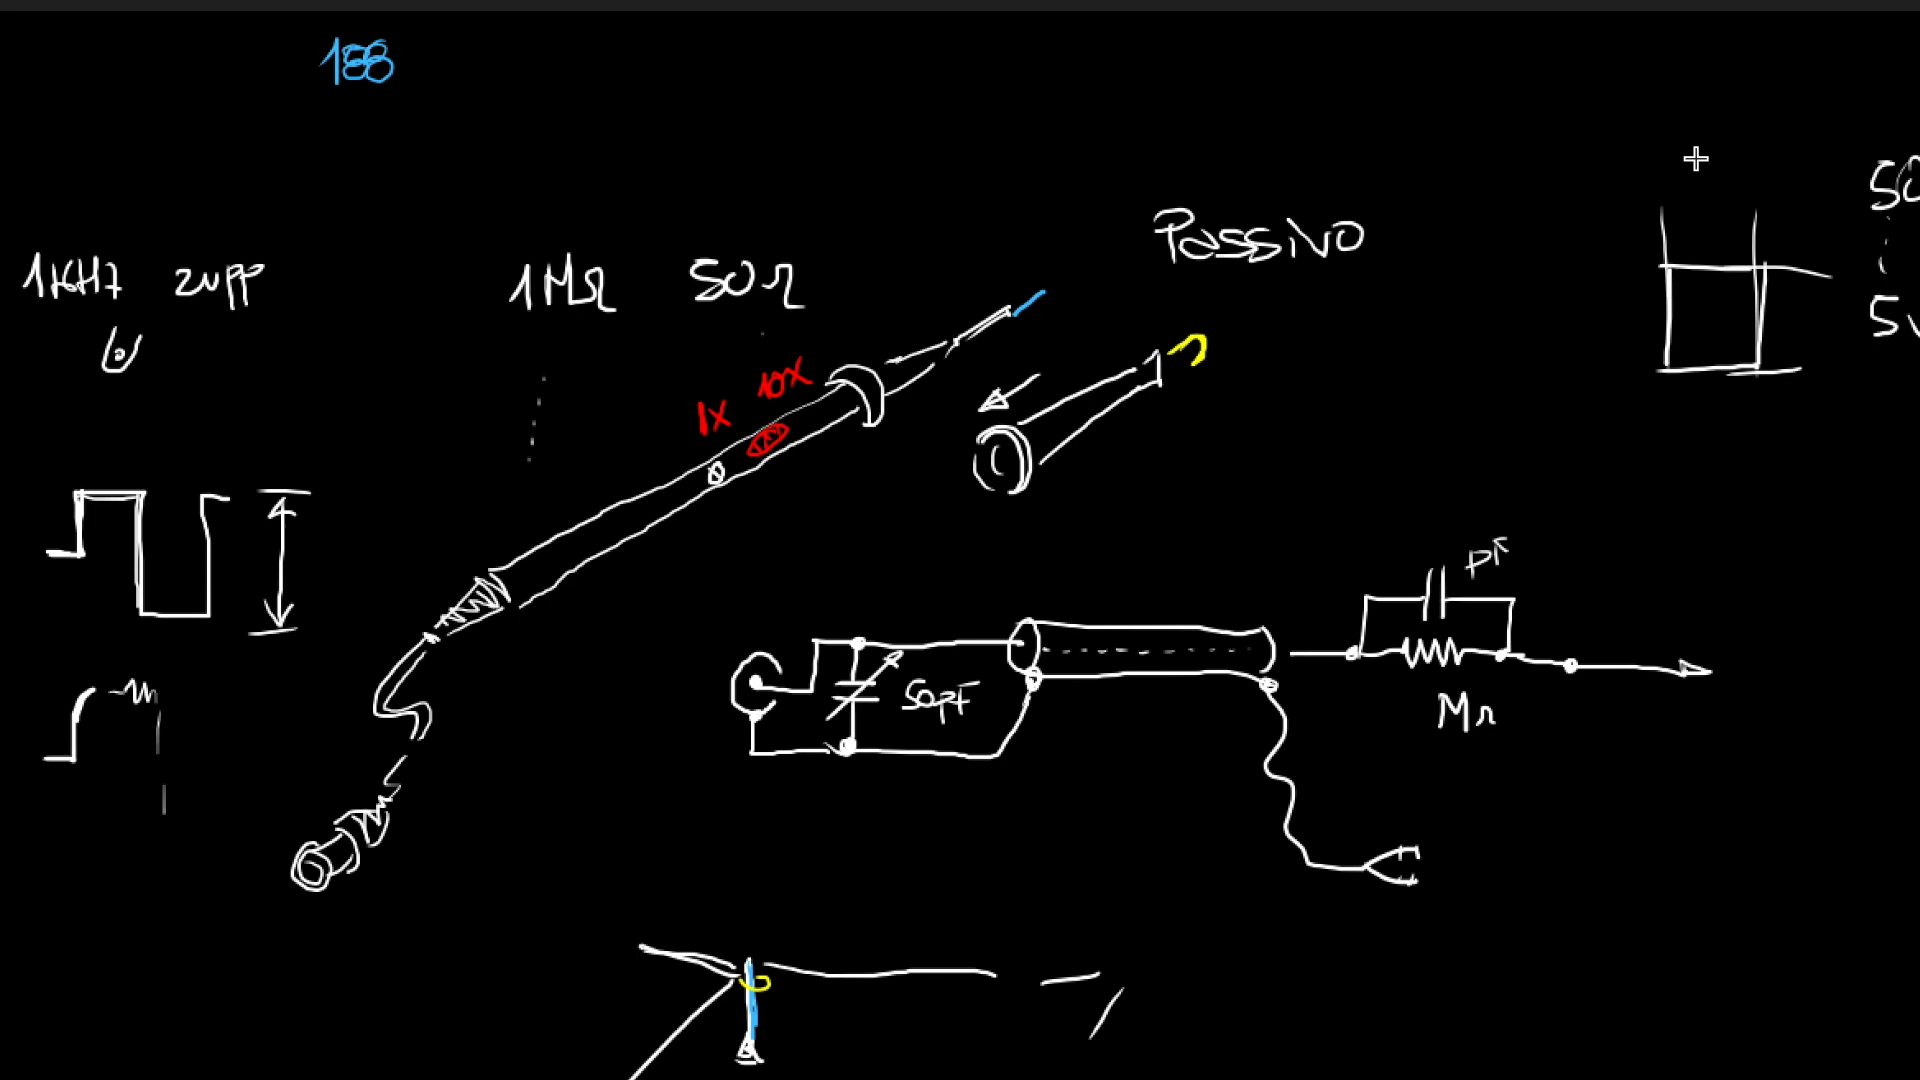 188
Passivo
1KHz 2Vpp
1MΩ 50Ω
10X
1X
pF
50pF
MΩ